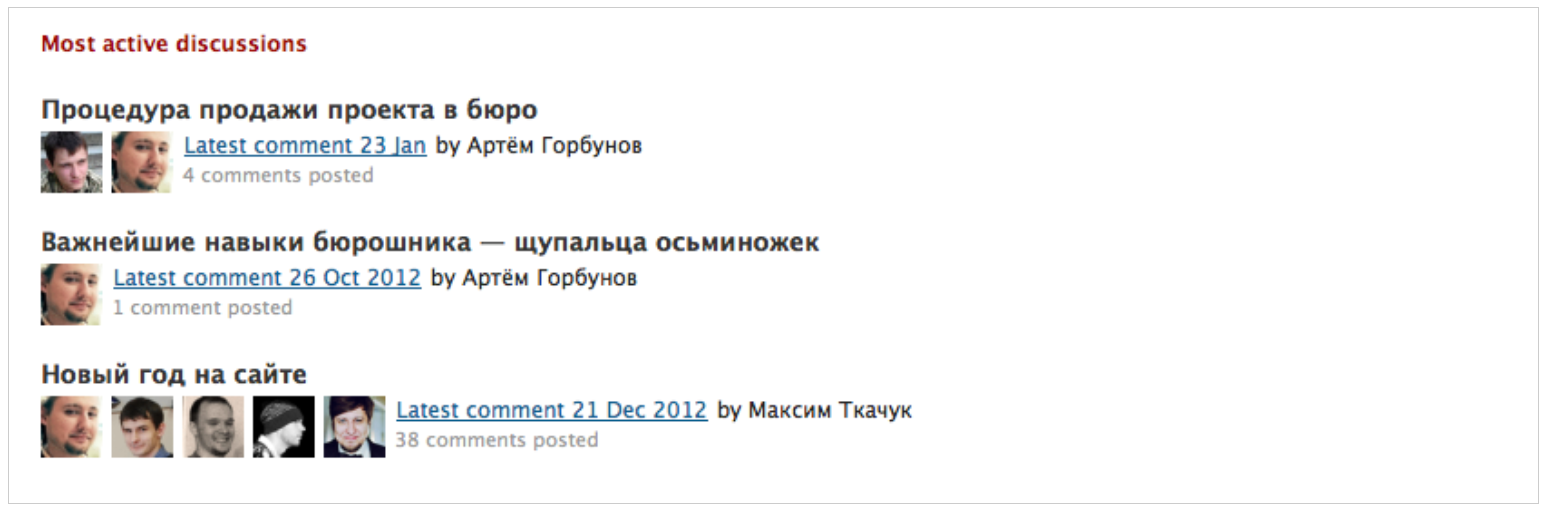 Most active discussions
Процедура продажи проекта в бюро
Latest comment 23 Jan by Артём Горбунов
4 comments posted
Важнейшие навыки бюрошника — щупальца осьминожек
Latest comment 26 Oct 2012 by Артём Горбунов
1 comment posted
Новый год на сайте
Latest comment 21 Dec 2012 by Максим Ткачук
38 comments posted